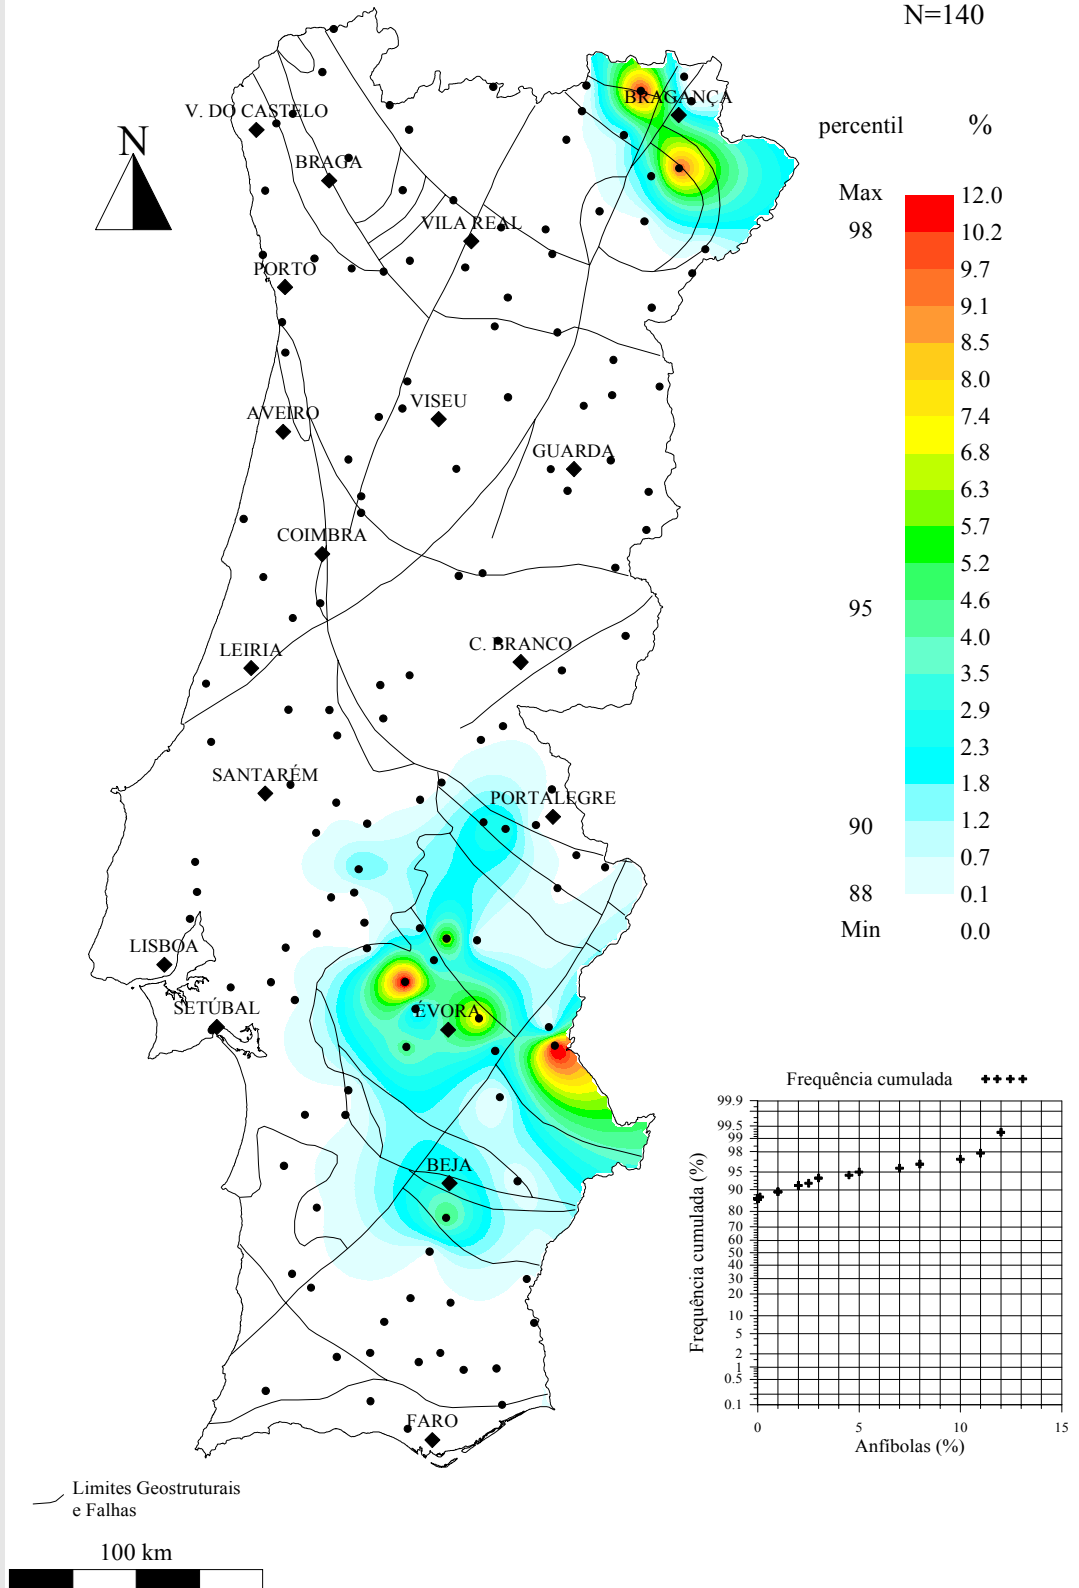 N=140
BRAGANÇA
V. DO CASTELO
N
BRAGA
percentil %
VILA REAL
PORTO
Max
98
95
90
88
Min
12.0
10.2
9.7
9.1
8.5
8.0
7.4
6.8
6.3
5.7
5.2
4.6
4.0
3.5
2.9
2.3
1.8
1.2
0.7
0.1
0.0
VISEU
AVEIRO
GUARDA
COIMBRA
C. BRANCO
LEIRIA
SANTARÉM
PORTALEGRE
LISBOA
SETÚBAL
ÉVORA
BEJA
FARO
Frequência cumulada
Frequência cumulada (%)
99.9
99.5
99
98
95
90
80
70
60
50
40
30
20
10
5
2
1
0.5
0.1
0 5 10 15
Anfíbolas (%)
Limites Geostruturais
e Falhas
100 km